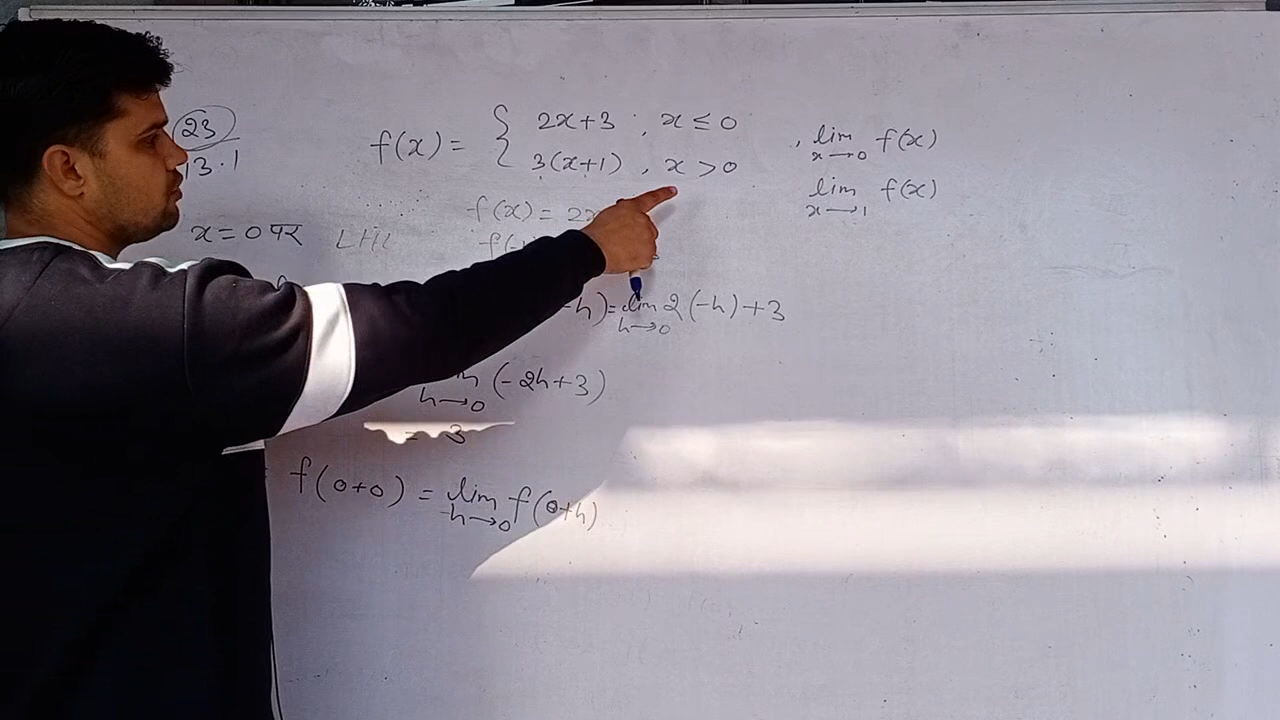 23
13.1
f(x) = { 2x+3 , x ≤ 0
3(x+1) , x > 0
, lim x→0 f(x)
lim x→1 f(x)
f(x) = 2x
x = 0 पर LHL
f(-
-h) = lim h→0 2(-h)+3
h→0 (-2h+3)
= 3
f(0+0) = lim h→0 f(0+h)